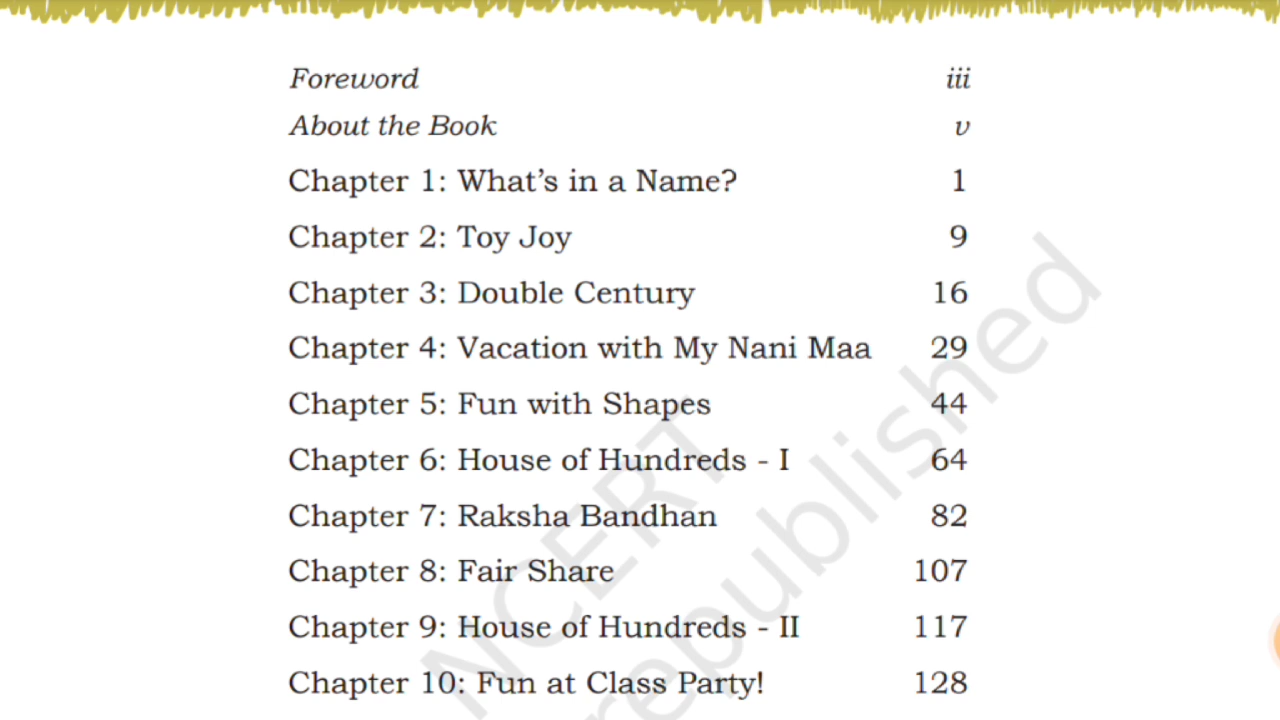 Foreword iii
About the Book v
Chapter 1: What's in a Name? 1
Chapter 2: Toy Joy 9
Chapter 3: Double Century 16
Chapter 4: Vacation with My Nani Maa 29
Chapter 5: Fun with Shapes 44
Chapter 6: House of Hundreds - I 64
Chapter 7: Raksha Bandhan 82
Chapter 8: Fair Share 107
Chapter 9: House of Hundreds - II 117
Chapter 10: Fun at Class Party! 128
NCERT
republished